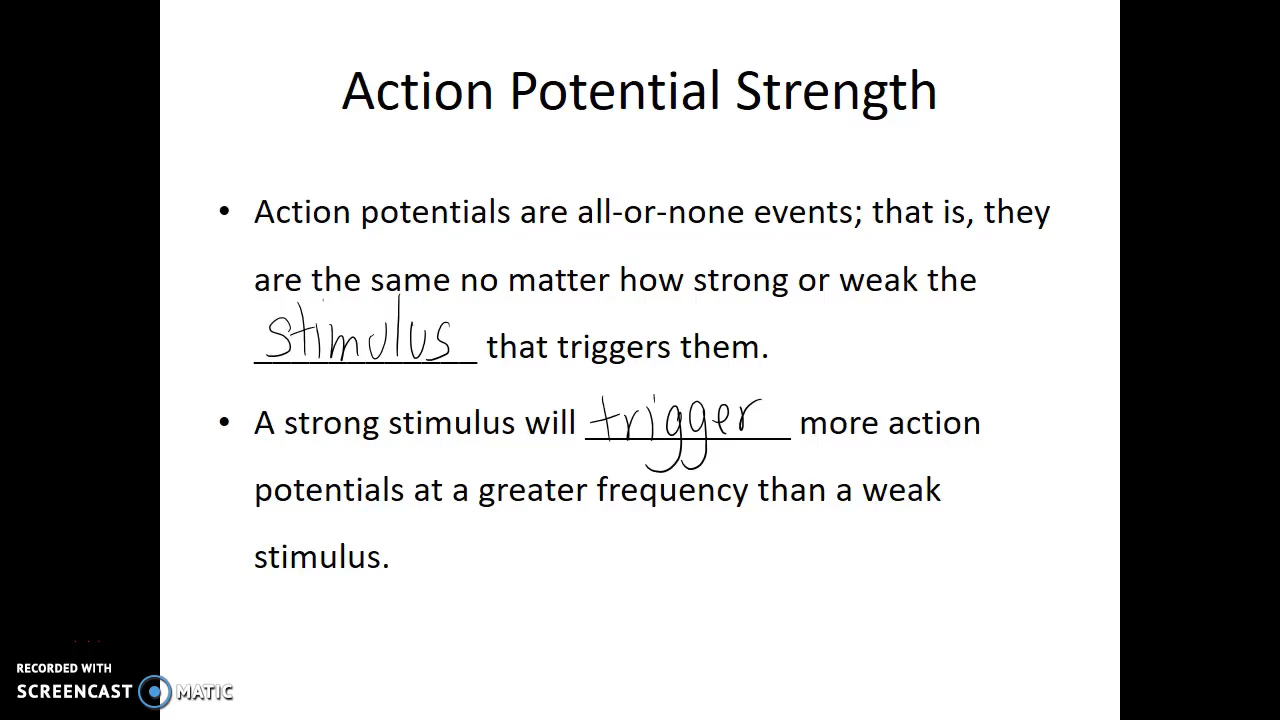 Action Potential Strength
• Action potentials are all-or-none events; that is, they
are the same no matter how strong or weak the
stimulus that triggers them.
• A strong stimulus will trigger more action
potentials at a greater frequency than a weak
stimulus.
RECORDED WITH
SCREENCAST MATIC